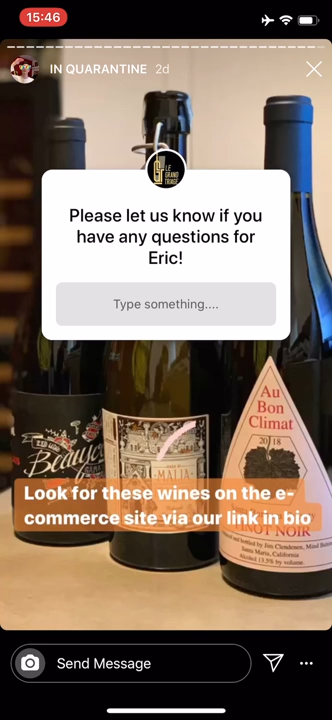 15:46
IN QUARANTINE 2d
LE
GRAND
TRIAGE
Please let us know if you
have any questions for
Eric!
Type something....
Au
Bon
Climat
2018
MALIA
Look for these wines on the e-
commerce site via our link in bio
PINOT NOIR
Santa Maria, California
Alcohol 13.5% by volume.
Send Message